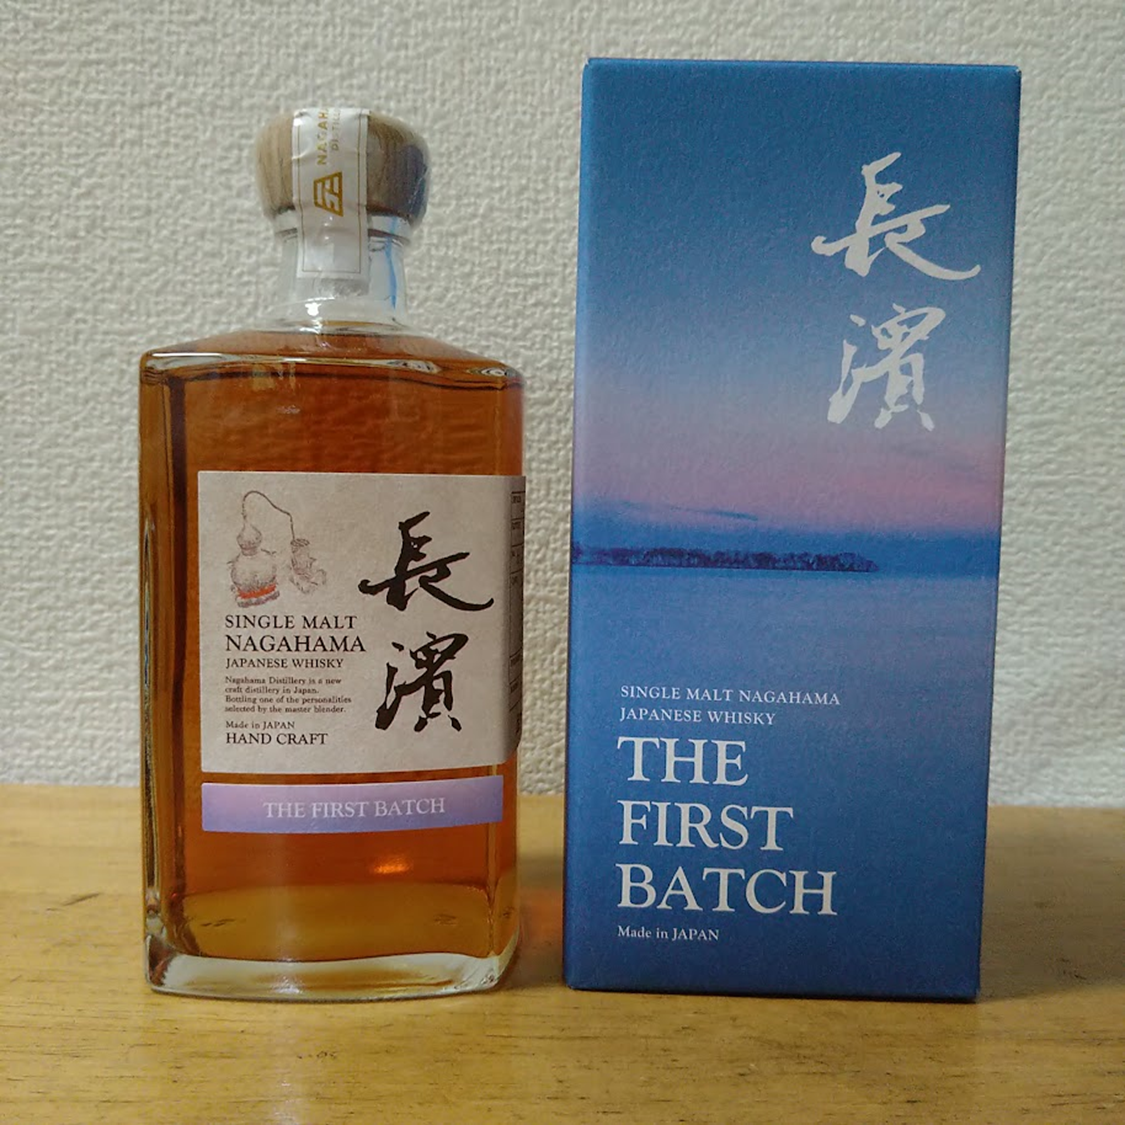 NAGAH
長
濱
SINGLE MALT
NAGAHAMA
JAPANESE WHISKY
Nagahama Distillery is a new
craft distillery in Japan.
Bottling one of the personalities
selected by the master blender.
Made in JAPAN
HAND CRAFT
THE FIRST BATCH
長
濱
SINGLE MALT NAGAHAMA
JAPANESE WHISKY
THE
FIRST
BATCH
Made in JAPAN